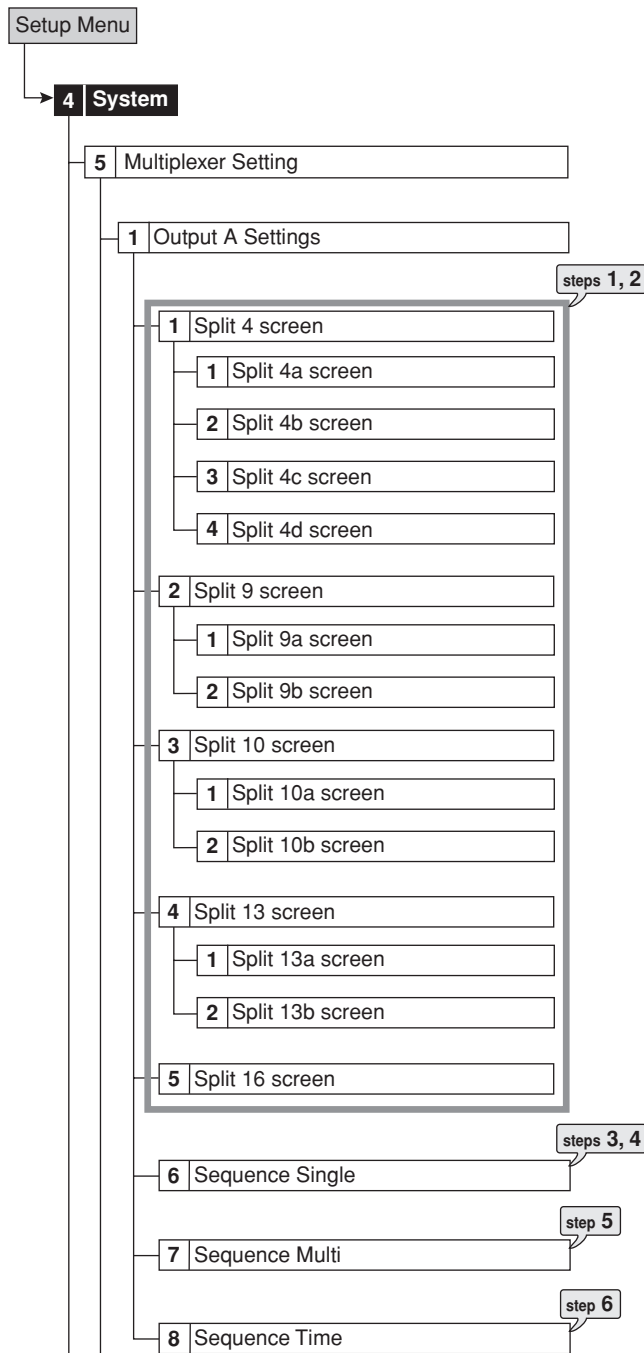 Setup Menu
4 System
5 Multiplexer Setting
1 Output A Settings
steps 1, 2
1 Split 4 screen
1 Split 4a screen
2 Split 4b screen
3 Split 4c screen
4 Split 4d screen
2 Split 9 screen
1 Split 9a screen
2 Split 9b screen
3 Split 10 screen
1 Split 10a screen
2 Split 10b screen
4 Split 13 screen
1 Split 13a screen
2 Split 13b screen
5 Split 16 screen
steps 3, 4
6 Sequence Single
step 5
7 Sequence Multi
step 6
8 Sequence Time